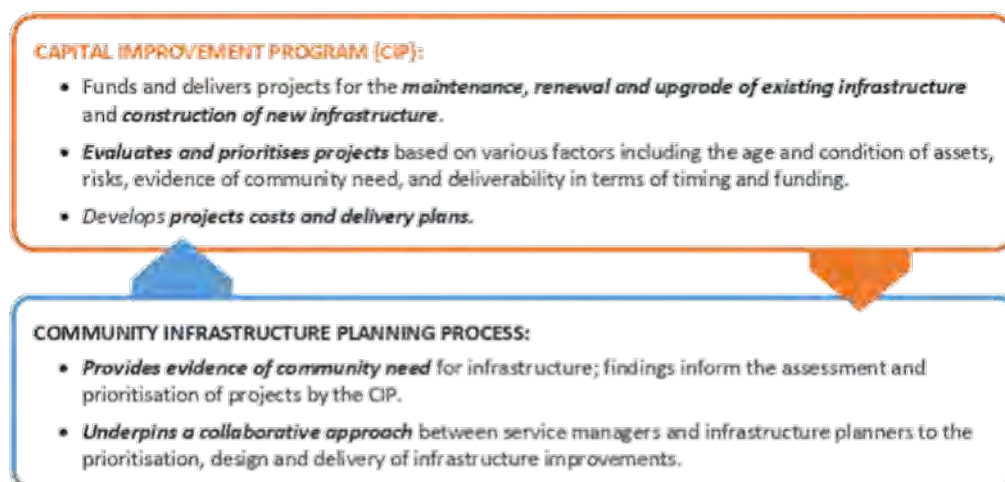 CAPITAL IMPROVEMENT PROGRAM (CIP):
• Funds and delivers projects for the maintenance, renewal and upgrade of existing infrastructure
and construction of new infrastructure.
• Evaluates and prioritises projects based on various factors including the age and condition of assets,
risks, evidence of community need, and deliverability in terms of timing and funding.
• Develops projects costs and delivery plans.
COMMUNITY INFRASTRUCTURE PLANNING PROCESS:
• Provides evidence of community need for infrastructure; findings inform the assessment and
prioritisation of projects by the CIP.
• Underpins a collaborative approach between service managers and infrastructure planners to the
prioritisation, design and delivery of infrastructure improvements.